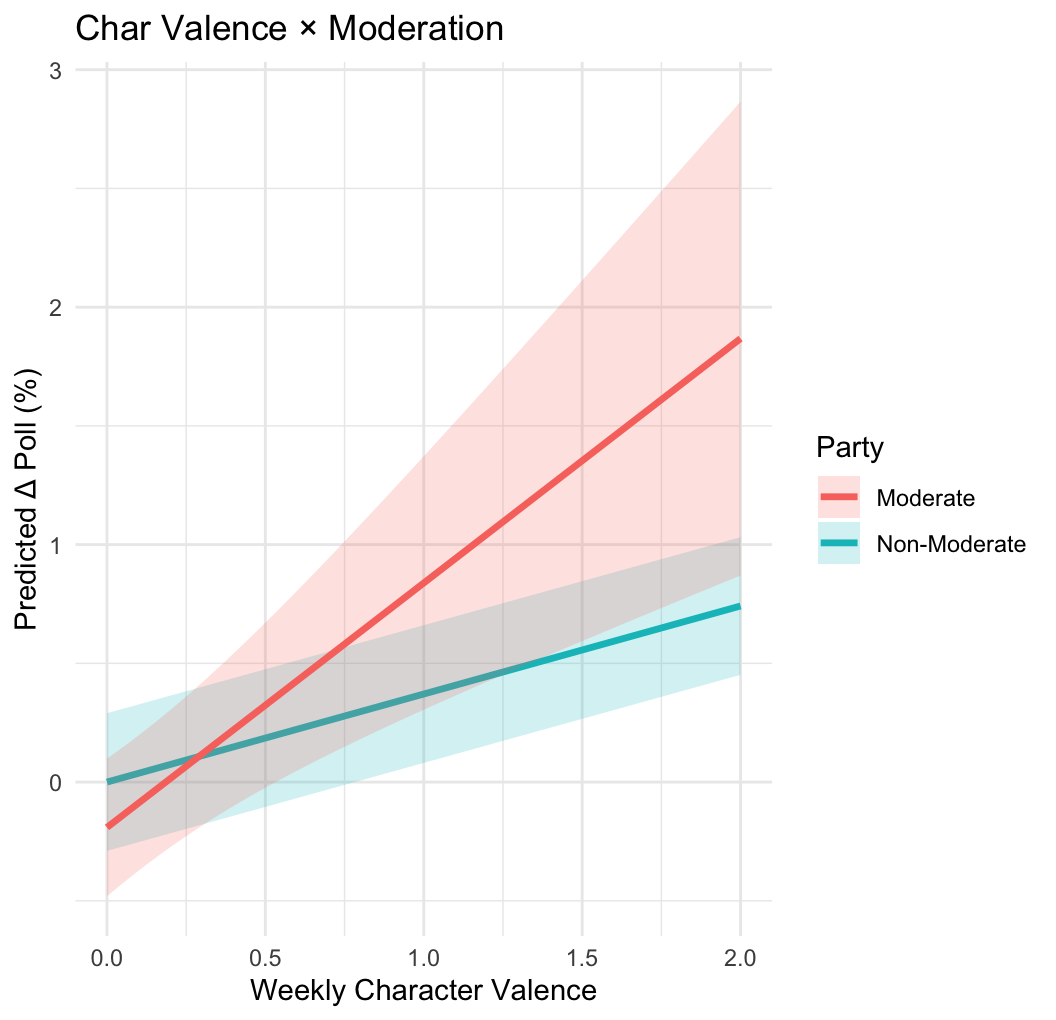 Char Valence × Moderation
Predicted Δ Poll (%)
3
2
1
0
0.0
0.5
1.0
1.5
2.0
Weekly Character Valence
Party
Moderate
Non-Moderate